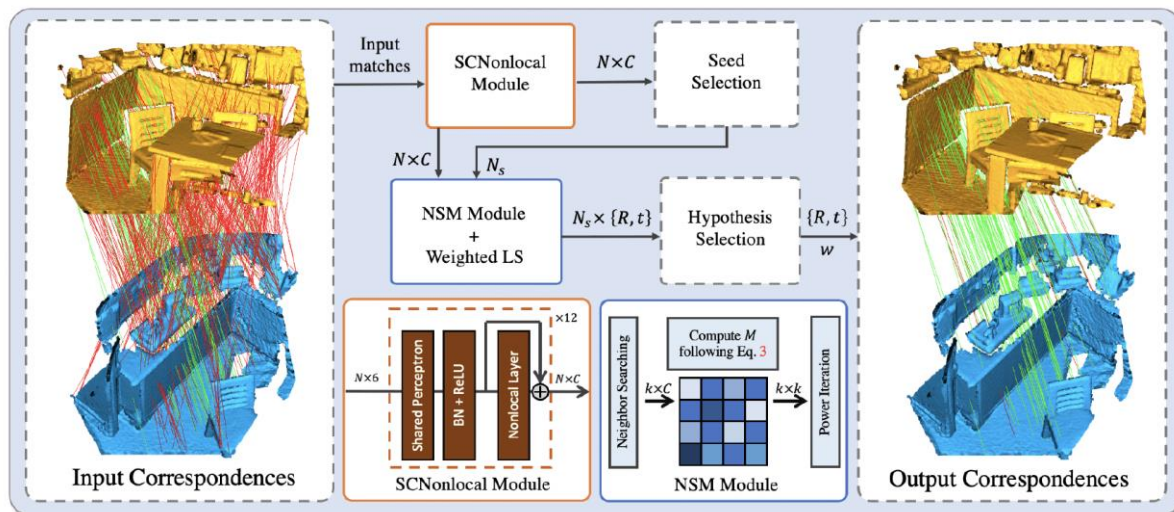 Input
matches
SCNonlocal
Module
N×C
Seed
Selection
N×C
N_s
NSM Module
+
Weighted LS
N_s × {R, t}
Hypothesis
Selection
{R, t}
w
×12
N×6
Shared Perceptron
BN + ReLU
Nonlocal Layer
N×C
SCNonlocal Module
Neighbor Searching
k×C
Compute M
following Eq. 3
k×k
Power Iteration
NSM Module
Input Correspondences
Output Correspondences